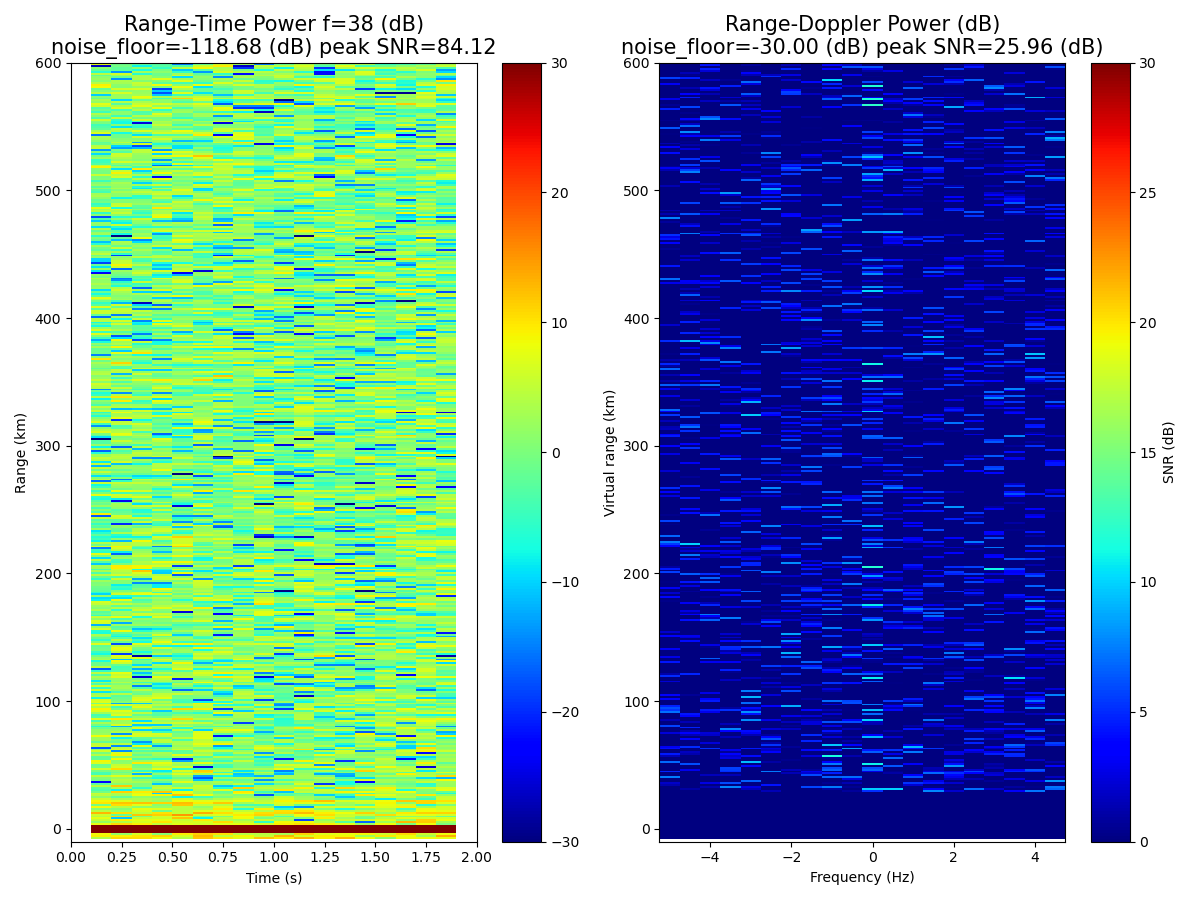 Range-Time Power f=38 (dB)
noise_floor=-118.68 (dB) peak SNR=84.12
Range (km)
600
500
400
300
200
100
0
0.00 0.25 0.50 0.75 1.00 1.25 1.50 1.75 2.00
Time (s)
30
20
10
0
−10
−20
−30
Range-Doppler Power (dB)
noise_floor=-30.00 (dB) peak SNR=25.96 (dB)
Virtual range (km)
600
500
400
300
200
100
0
−4 −2 0 2 4
Frequency (Hz)
30
25
20
15
10
5
0
SNR (dB)